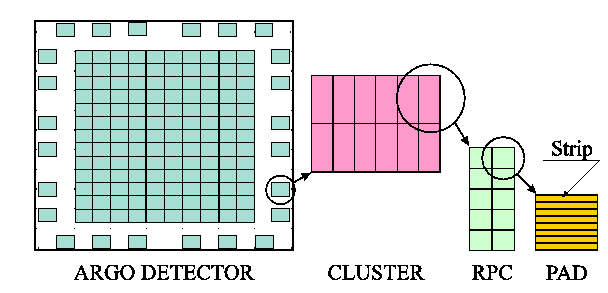 Strip
ARGO DETECTOR CLUSTER RPC PAD